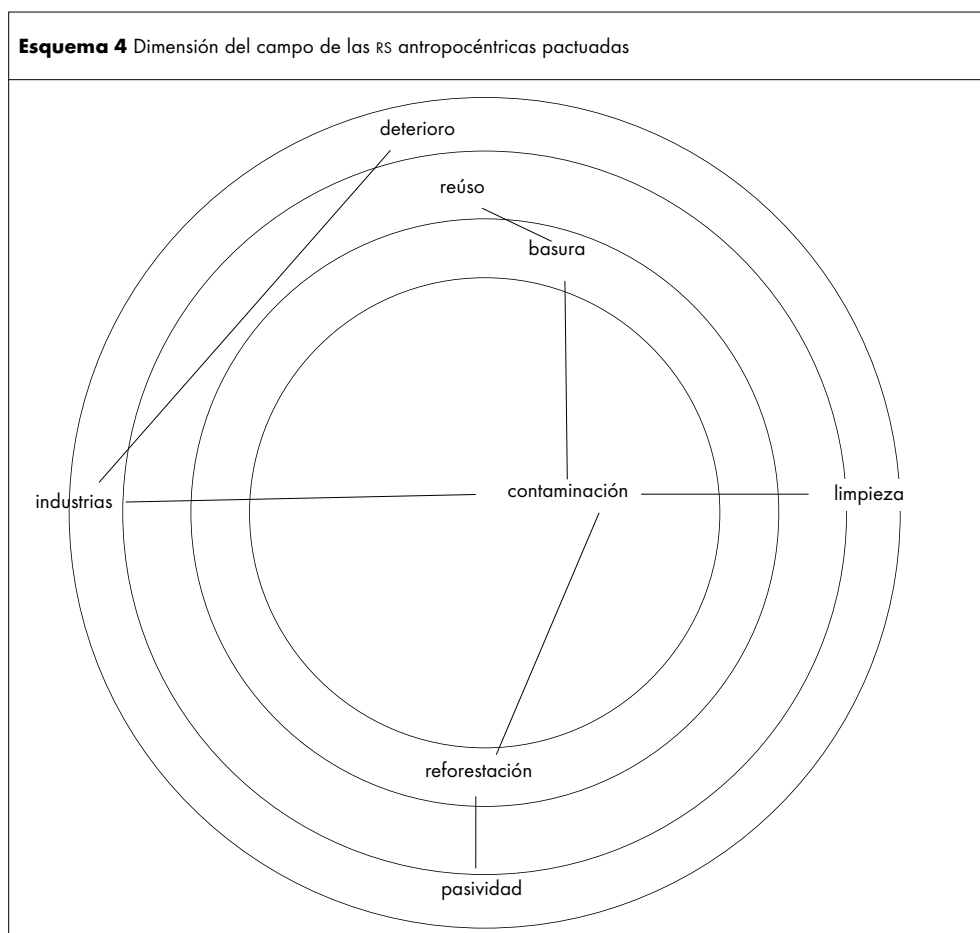 Esquema 4 Dimensión del campo de las RS antropocéntricas pactuadas
deterioro
reúso
basura
industrias
contaminación
limpieza
reforestación
pasividad